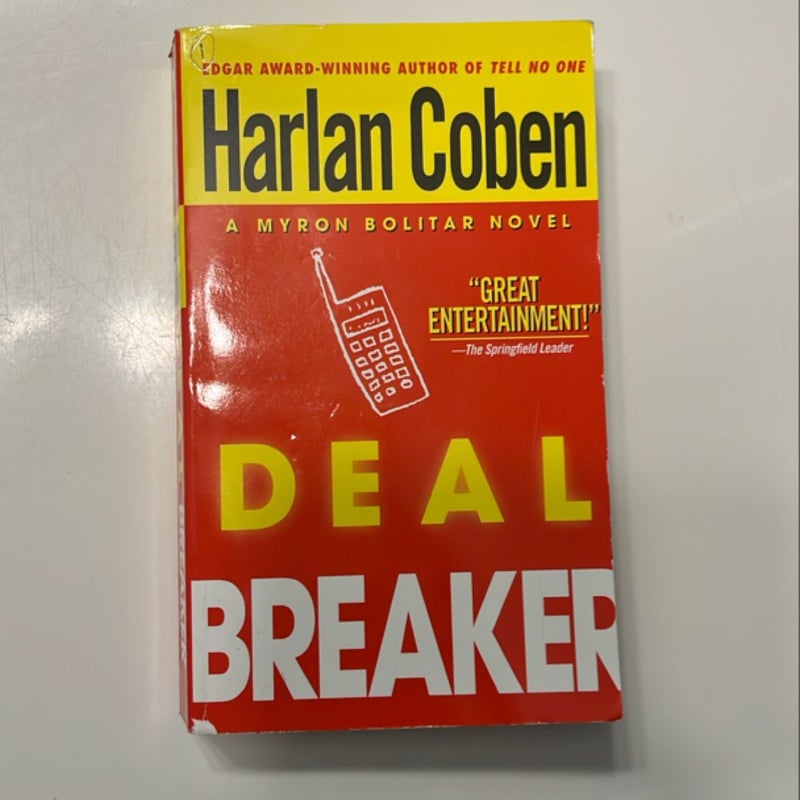 EDGAR AWARD-WINNING AUTHOR OF TELL NO ONE
Harlan Coben
A MYRON BOLITAR NOVEL
"GREAT
ENTERTAINMENT!"
—The Springfield Leader
DEAL
BREAKER